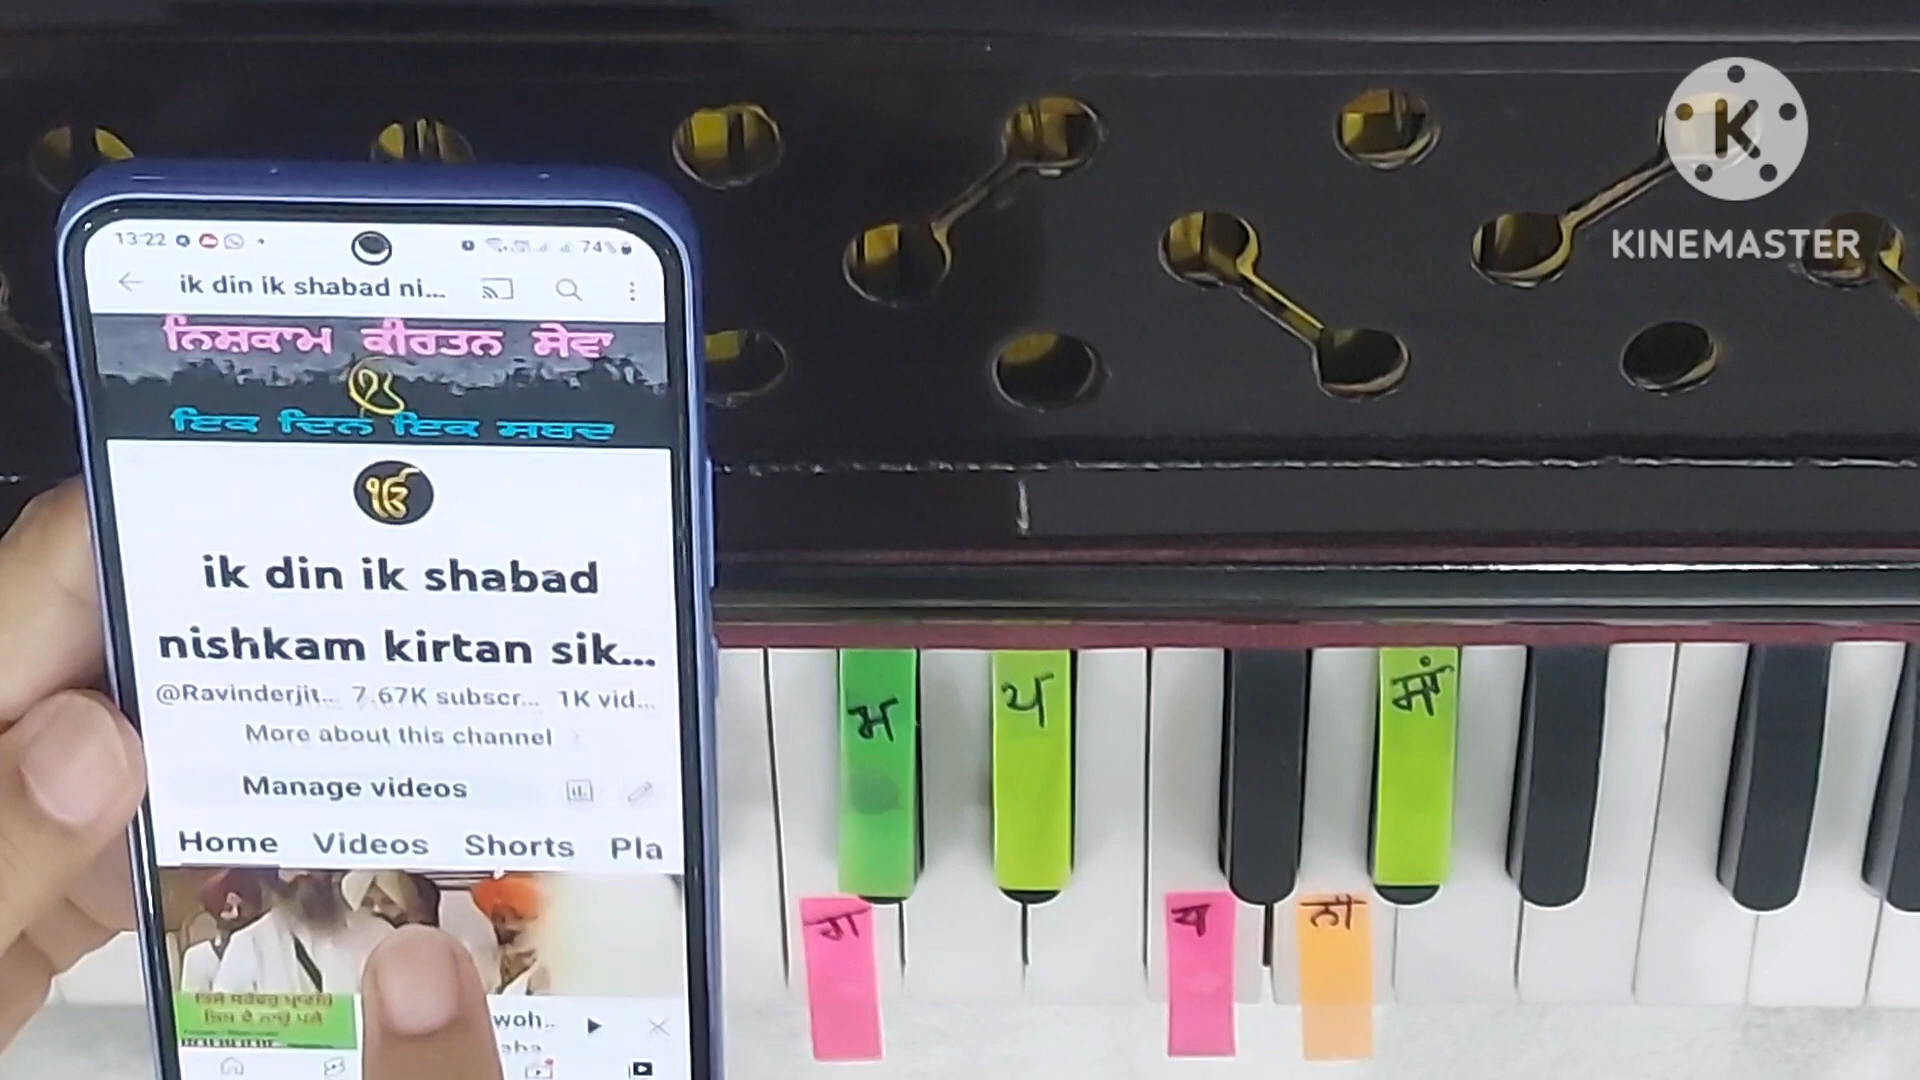 13:22
74%
ik din ik shabad ni...
ਨਿਸ਼ਕਾਮ ਕੀਰਤਨ ਸੇਵਾ
ੴ
ਇਕ ਦਿਨ ਇਕ ਸ਼ਬਦ
ੴ
ik din ik shabad
nishkam kirtan sik...
@Ravinderjit... 7.67K subscr... 1K vid...
More about this channel
Manage videos
Home Videos Shorts Pla
woh..
K
KINEMASTER
ਮ
ਪ
ਸਾਂ
ਗ
ਧ
ਨੀ